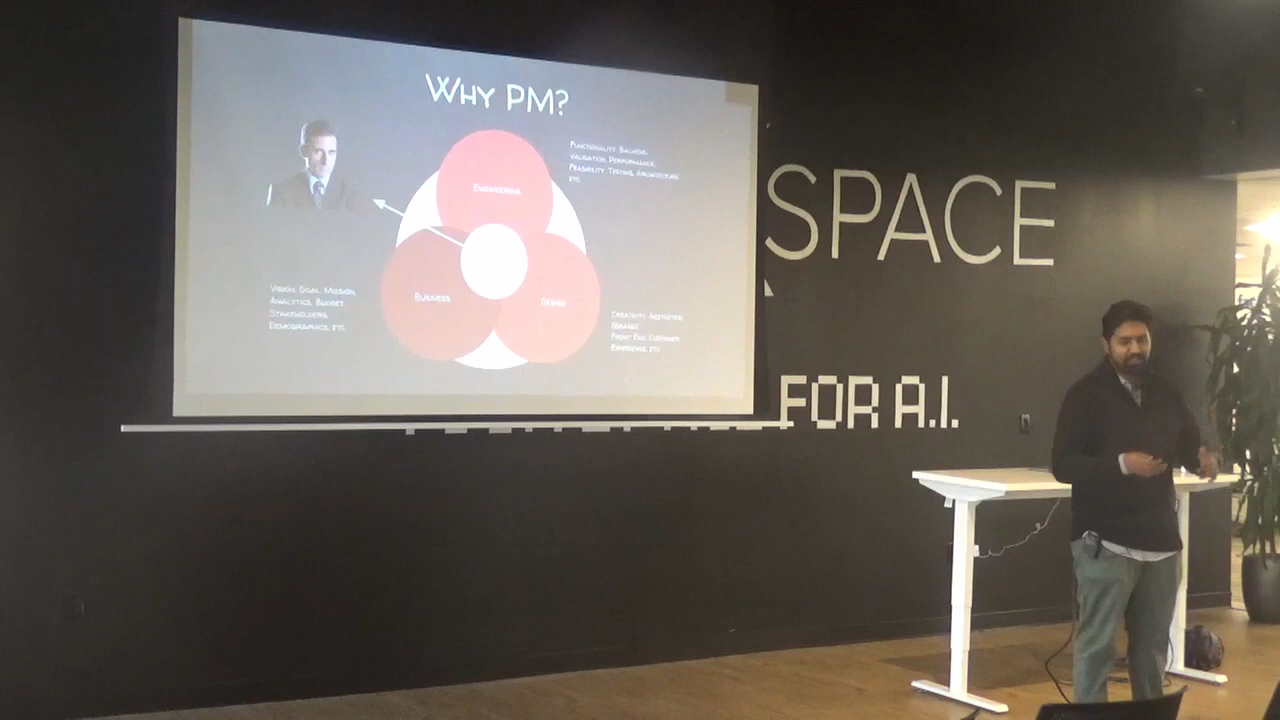 WHY PM?
ENGINEERING
FUNCTIONALITY, BACKEND,
VALIDATION, PERFORMANCE,
FEASIBILITY, TESTING, ARCHITECTURE,
ETC.
BUSINESS
VISION, GOAL, MISSION,
ANALYTICS, BUDGET
STAKEHOLDERS,
DEMOGRAPHICS, ETC.
DESIGN
CREATIVITY, AESTHETICS,
FRONT END, CUSTOMER
EXPERIENCE, ETC.
SPACE
FOR A.I.